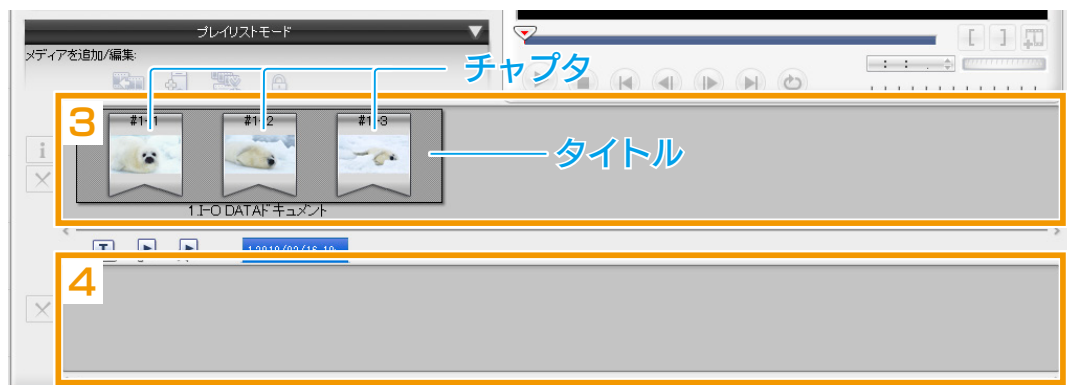 プレイリストモード
メディアを追加/編集:
チャプタ
3
#1-1 #1-2 #1-3
タイトル
1.I-O DATAドキュメント
4